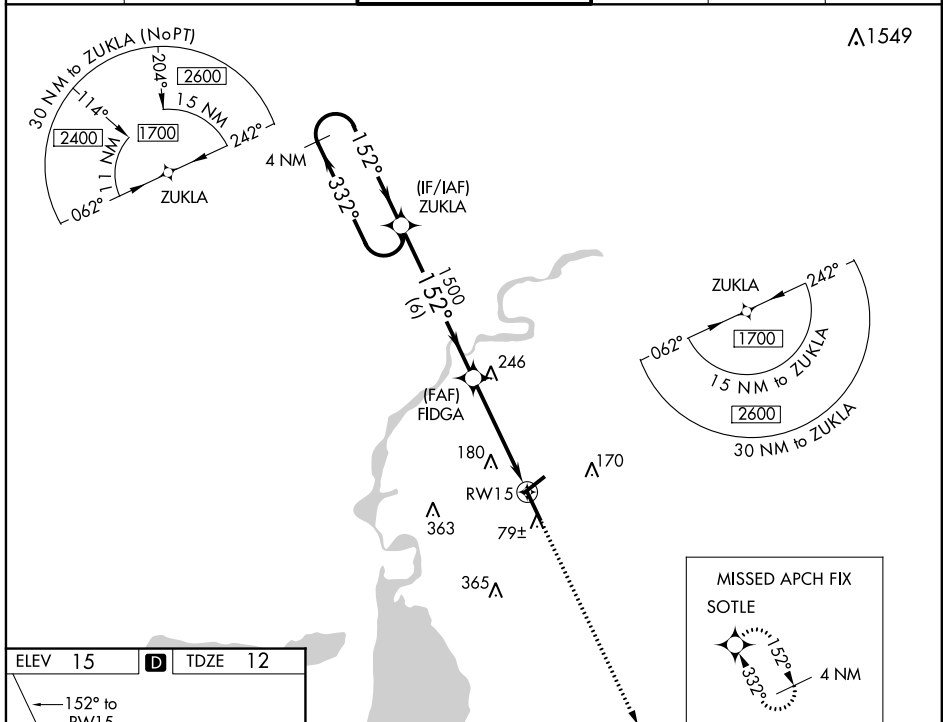 1549
30 NM to ZUKLA (NoPT)
204°
2600
15 NM
114°
2400
1700
242°
11 NM
062°
ZUKLA
4 NM
152°
332°
(IF/IAF)
ZUKLA
1500
152°
(6)
246
(FAF)
FIDGA
180
170
RW15
363
79±
365
ZUKLA
242°
062°
1700
15 NM to ZUKLA
2600
30 NM to ZUKLA
MISSED APCH FIX
SOTLE
152°
332°
4 NM
ELEV 15 D TDZE 12
152° to
RW15